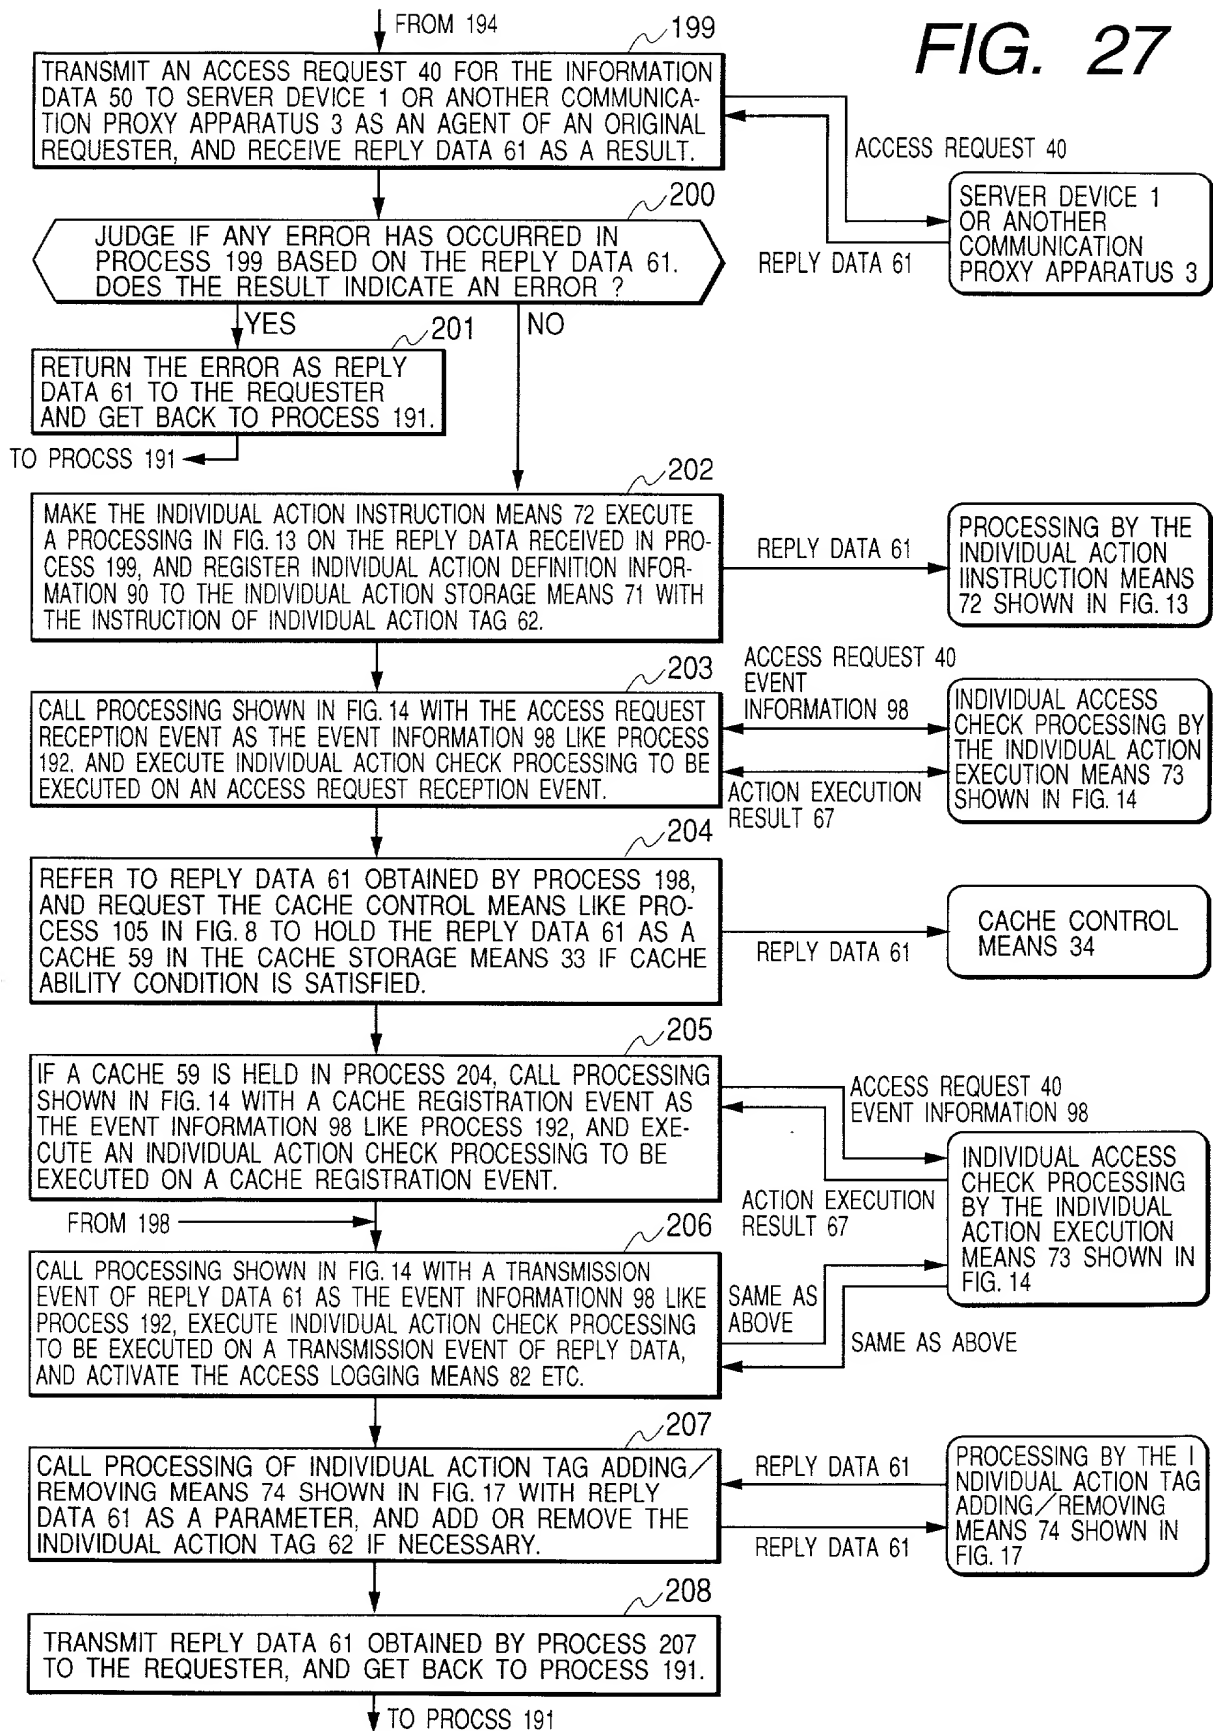 FROM 194
199
FIG. 27
TRANSMIT AN ACCESS REQUEST 40 FOR THE INFORMATION
DATA 50 TO SERVER DEVICE 1 OR ANOTHER COMMUNICA-
TION PROXY APPARATUS 3 AS AN AGENT OF AN ORIGINAL
REQUESTER, AND RECEIVE REPLY DATA 61 AS A RESULT.
ACCESS REQUEST 40
REPLY DATA 61
SERVER DEVICE 1
OR ANOTHER
COMMUNICATION
PROXY APPARATUS 3
200
JUDGE IF ANY ERROR HAS OCCURRED IN
PROCESS 199 BASED ON THE REPLY DATA 61.
DOES THE RESULT INDICATE AN ERROR ?
YES
NO
201
RETURN THE ERROR AS REPLY
DATA 61 TO THE REQUESTER
AND GET BACK TO PROCESS 191.
TO PROCSS 191
202
MAKE THE INDIVIDUAL ACTION INSTRUCTION MEANS 72 EXECUTE
A PROCESSING IN FIG. 13 ON THE REPLY DATA RECEIVED IN PRO-
CESS 199, AND REGISTER INDIVIDUAL ACTION DEFINITION INFOR-
MATION 90 TO THE INDIVIDUAL ACTION STORAGE MEANS 71 WITH
THE INSTRUCTION OF INDIVIDUAL ACTION TAG 62.
REPLY DATA 61
PROCESSING BY THE
INDIVIDUAL ACTION
IINSTRUCTION MEANS
72 SHOWN IN FIG. 13
203
CALL PROCESSING SHOWN IN FIG. 14 WITH THE ACCESS REQUEST
RECEPTION EVENT AS THE EVENT INFORMATION 98 LIKE PROCESS
192, AND EXECUTE INDIVIDUAL ACTION CHECK PROCESSING TO BE
EXECUTED ON AN ACCESS REQUEST RECEPTION EVENT.
ACCESS REQUEST 40
EVENT
INFORMATION 98
ACTION EXECUTION
RESULT 67
INDIVIDUAL ACCESS
CHECK PROCESSING BY
THE INDIVIDUAL ACTION
EXECUTION MEANS 73
SHOWN IN FIG. 14
204
REFER TO REPLY DATA 61 OBTAINED BY PROCESS 198,
AND REQUEST THE CACHE CONTROL MEANS LIKE PRO-
CESS 105 IN FIG. 8 TO HOLD THE REPLY DATA 61 AS A
CACHE 59 IN THE CACHE STORAGE MEANS 33 IF CACHE
ABILITY CONDITION IS SATISFIED.
REPLY DATA 61
CACHE CONTROL
MEANS 34
205
IF A CACHE 59 IS HELD IN PROCESS 204, CALL PROCESSING
SHOWN IN FIG. 14 WITH A CACHE REGISTRATION EVENT AS
THE EVENT INFORMATION 98 LIKE PROCESS 192, AND EXE-
CUTE AN INDIVIDUAL ACTION CHECK PROCESSING TO BE
EXECUTED ON A CACHE REGISTRATION EVENT.
ACCESS REQUEST 40
EVENT INFORMATION 98
ACTION EXECUTION
RESULT 67
INDIVIDUAL ACCESS
CHECK PROCESSING
BY THE INDIVIDUAL
ACTION EXECUTION
MEANS 73 SHOWN IN
FIG. 14
FROM 198
206
CALL PROCESSING SHOWN IN FIG. 14 WITH A TRANSMISSION
EVENT OF REPLY DATA 61 AS THE EVENT INFORMATIONN 98 LIKE
PROCESS 192, EXECUTE INDIVIDUAL ACTION CHECK PROCESSING
TO BE EXECUTED ON A TRANSMISSION EVENT OF REPLY DATA,
AND ACTIVATE THE ACCESS LOGGING MEANS 82 ETC.
SAME AS
ABOVE
SAME AS ABOVE
207
CALL PROCESSING OF INDIVIDUAL ACTION TAG ADDING/
REMOVING MEANS 74 SHOWN IN FIG. 17 WITH REPLY
DATA 61 AS A PARAMETER, AND ADD OR REMOVE THE
INDIVIDUAL ACTION TAG 62 IF NECESSARY.
REPLY DATA 61
REPLY DATA 61
PROCESSING BY THE I
NDIVIDUAL ACTION TAG
ADDING/REMOVING
MEANS 74 SHOWN IN
FIG. 17
208
TRANSMIT REPLY DATA 61 OBTAINED BY PROCESS 207
TO THE REQUESTER, AND GET BACK TO PROCESS 191.
TO PROCSS 191